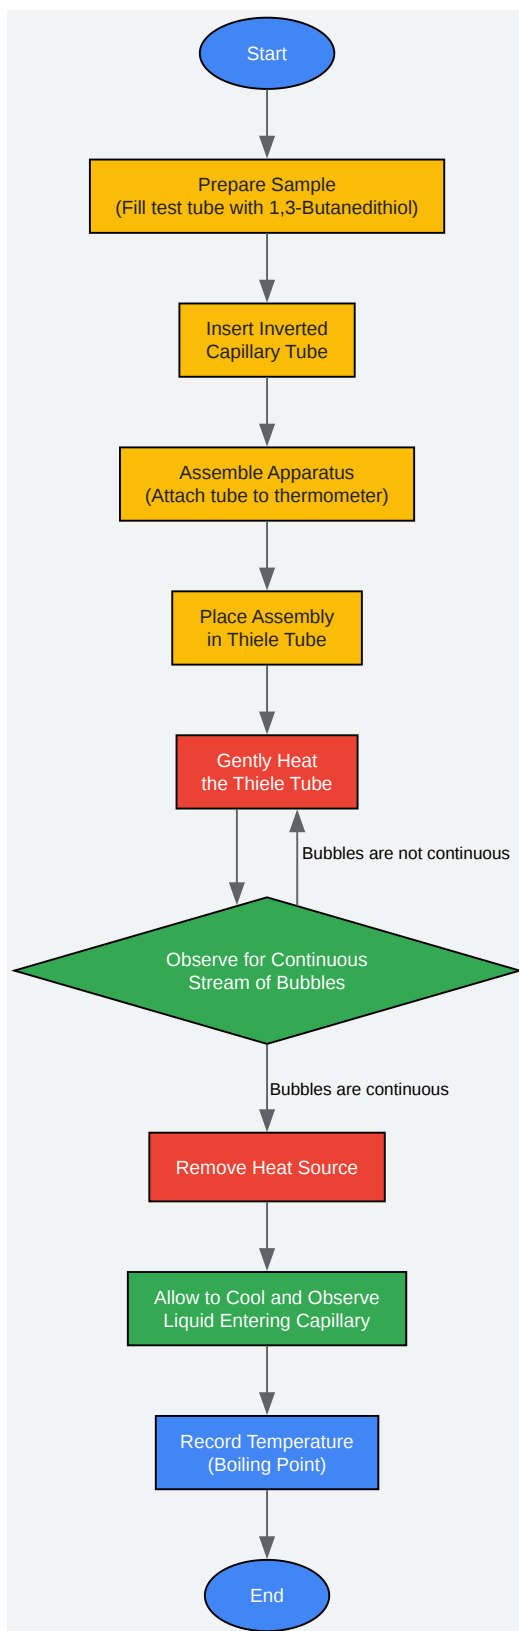 Start
Prepare Sample
(Fill test tube with 1,3-Butanedithiol)
Insert Inverted
Capillary Tube
Assemble Apparatus
(Attach tube to thermometer)
Place Assembly
in Thiele Tube
Gently Heat
the Thiele Tube
Bubbles are not continuous
Observe for Continuous
Stream of Bubbles
Bubbles are continuous
Remove Heat Source
Allow to Cool and Observe
Liquid Entering Capillary
Record Temperature
(Boiling Point)
End